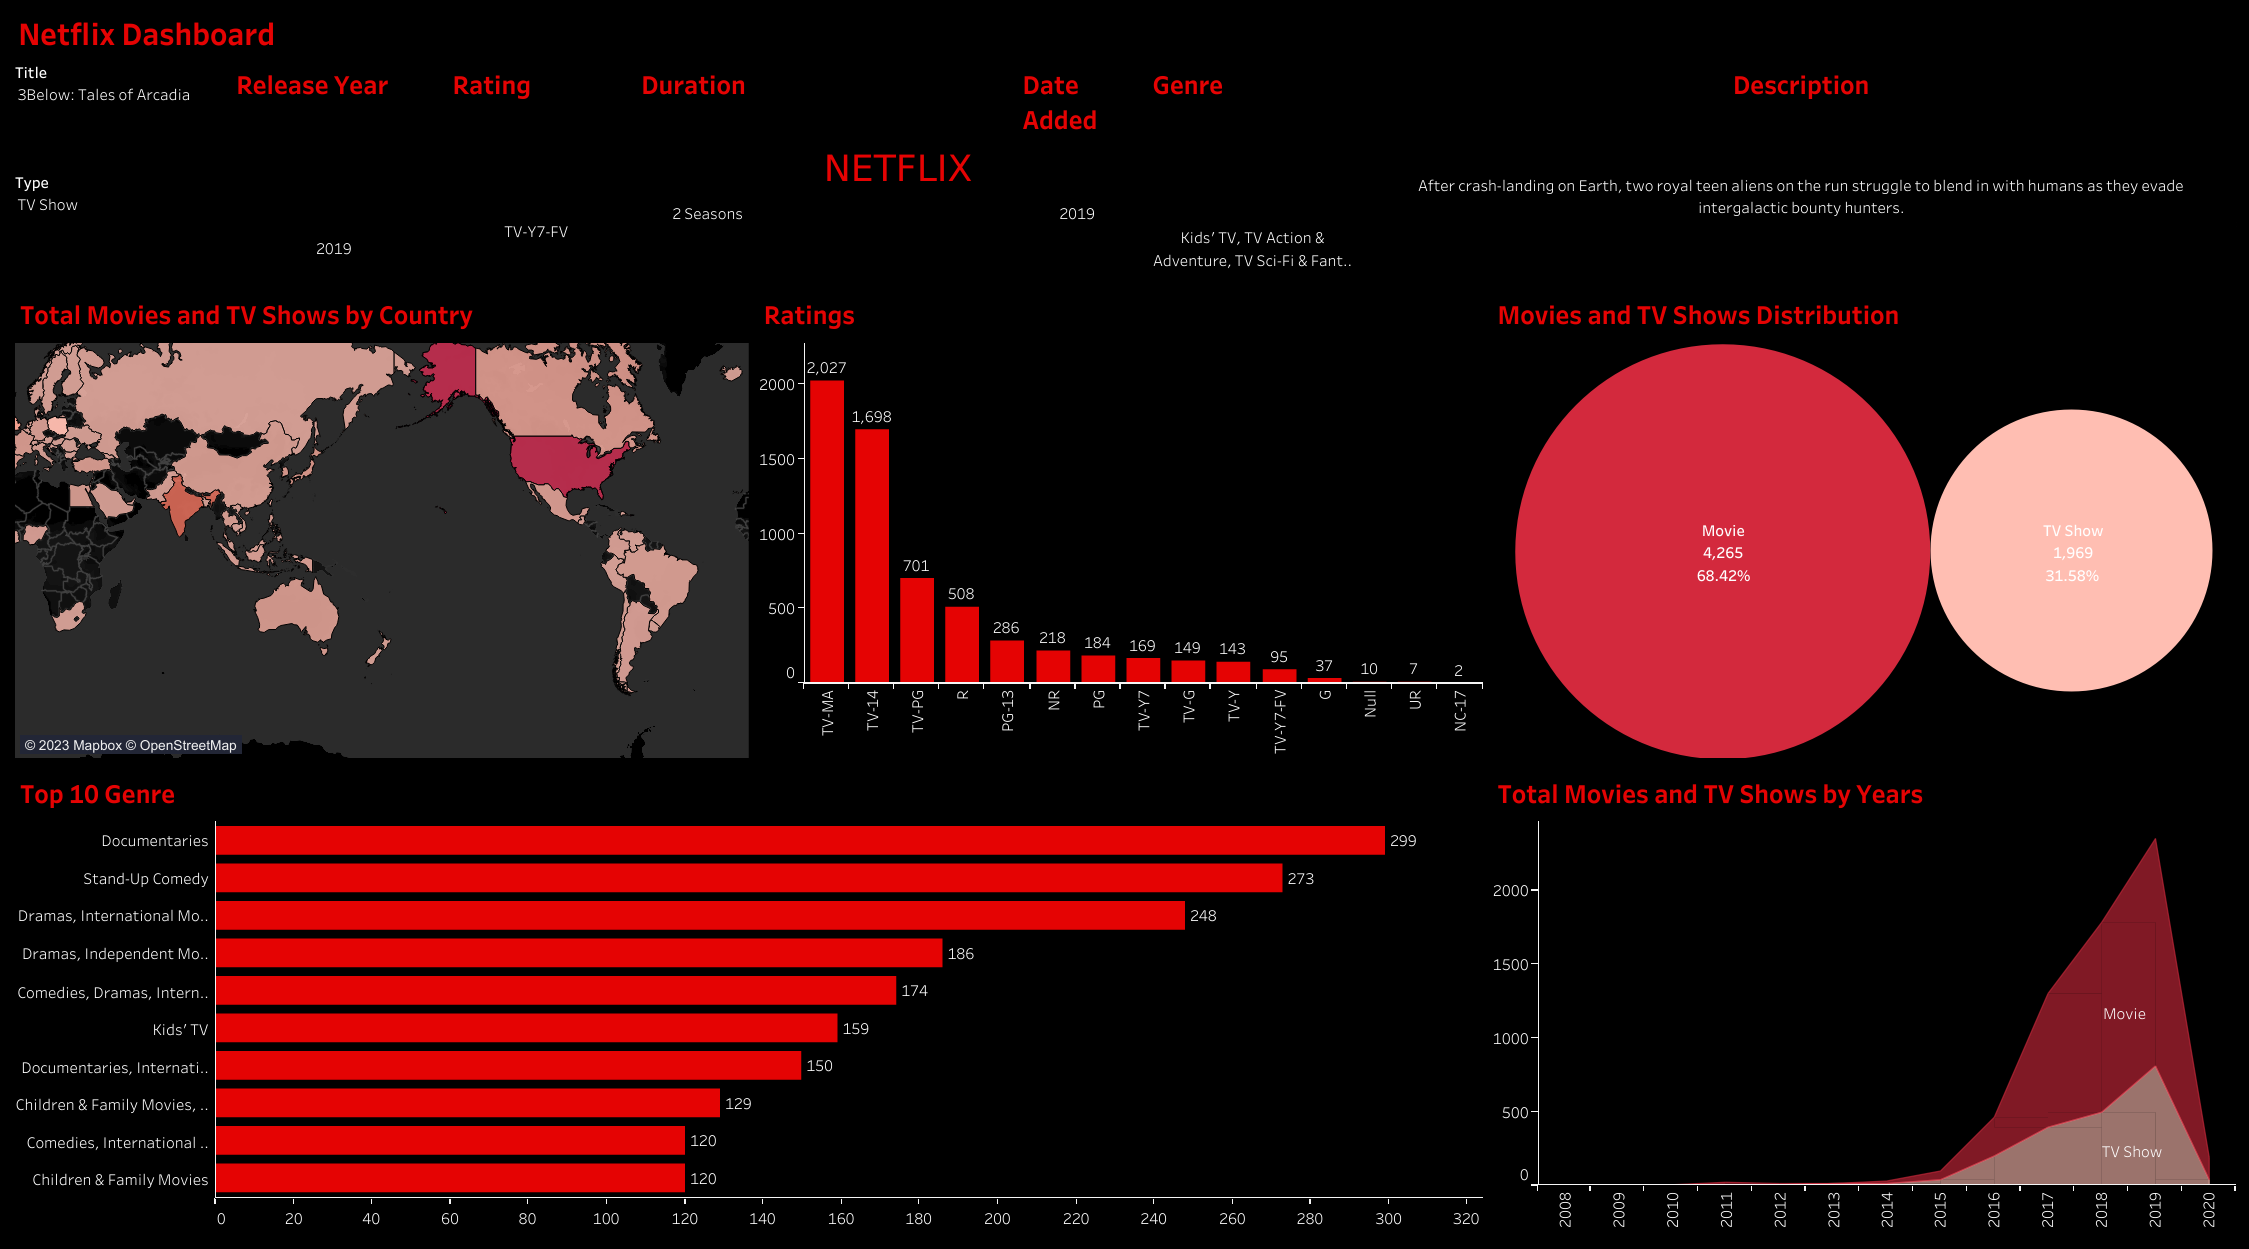 Netflix Dashboard
Title
3Below: Tales of Arcadia
Type
TV Show
Release Year
2019
Rating
TV-Y7-FV
Duration
2 Seasons
NETFLIX
Date
Added
2019
Genre
Kids' TV, TV Action &
Adventure, TV Sci-Fi & Fant..
Description
After crash-landing on Earth, two royal teen aliens on the run struggle to blend in with humans as they evade
intergalactic bounty hunters.
Total Movies and TV Shows by Country
© 2023 Mapbox © OpenStreetMap
Ratings
2000
1500
1000
500
0
2,027
1,698
701
508
286
218
184
169
149
143
95
37
10
7
2
TV-MA
TV-14
TV-PG
R
PG-13
NR
PG
TV-Y7
TV-G
TV-Y
TV-Y7-FV
G
Null
UR
NC-17
Movies and TV Shows Distribution
Movie
4,265
68.42%
TV Show
1,969
31.58%
Top 10 Genre
Documentaries 299
Stand-Up Comedy 273
Dramas, International Mo.. 248
Dramas, Independent Mo.. 186
Comedies, Dramas, Intern.. 174
Kids' TV 159
Documentaries, Internati.. 150
Children & Family Movies, .. 129
Comedies, International .. 120
Children & Family Movies 120
0 20 40 60 80 100 120 140 160 180 200 220 240 260 280 300 320
Total Movies and TV Shows by Years
2000
1500
1000
500
0
Movie
TV Show
2008
2009
2010
2011
2012
2013
2014
2015
2016
2017
2018
2019
2020